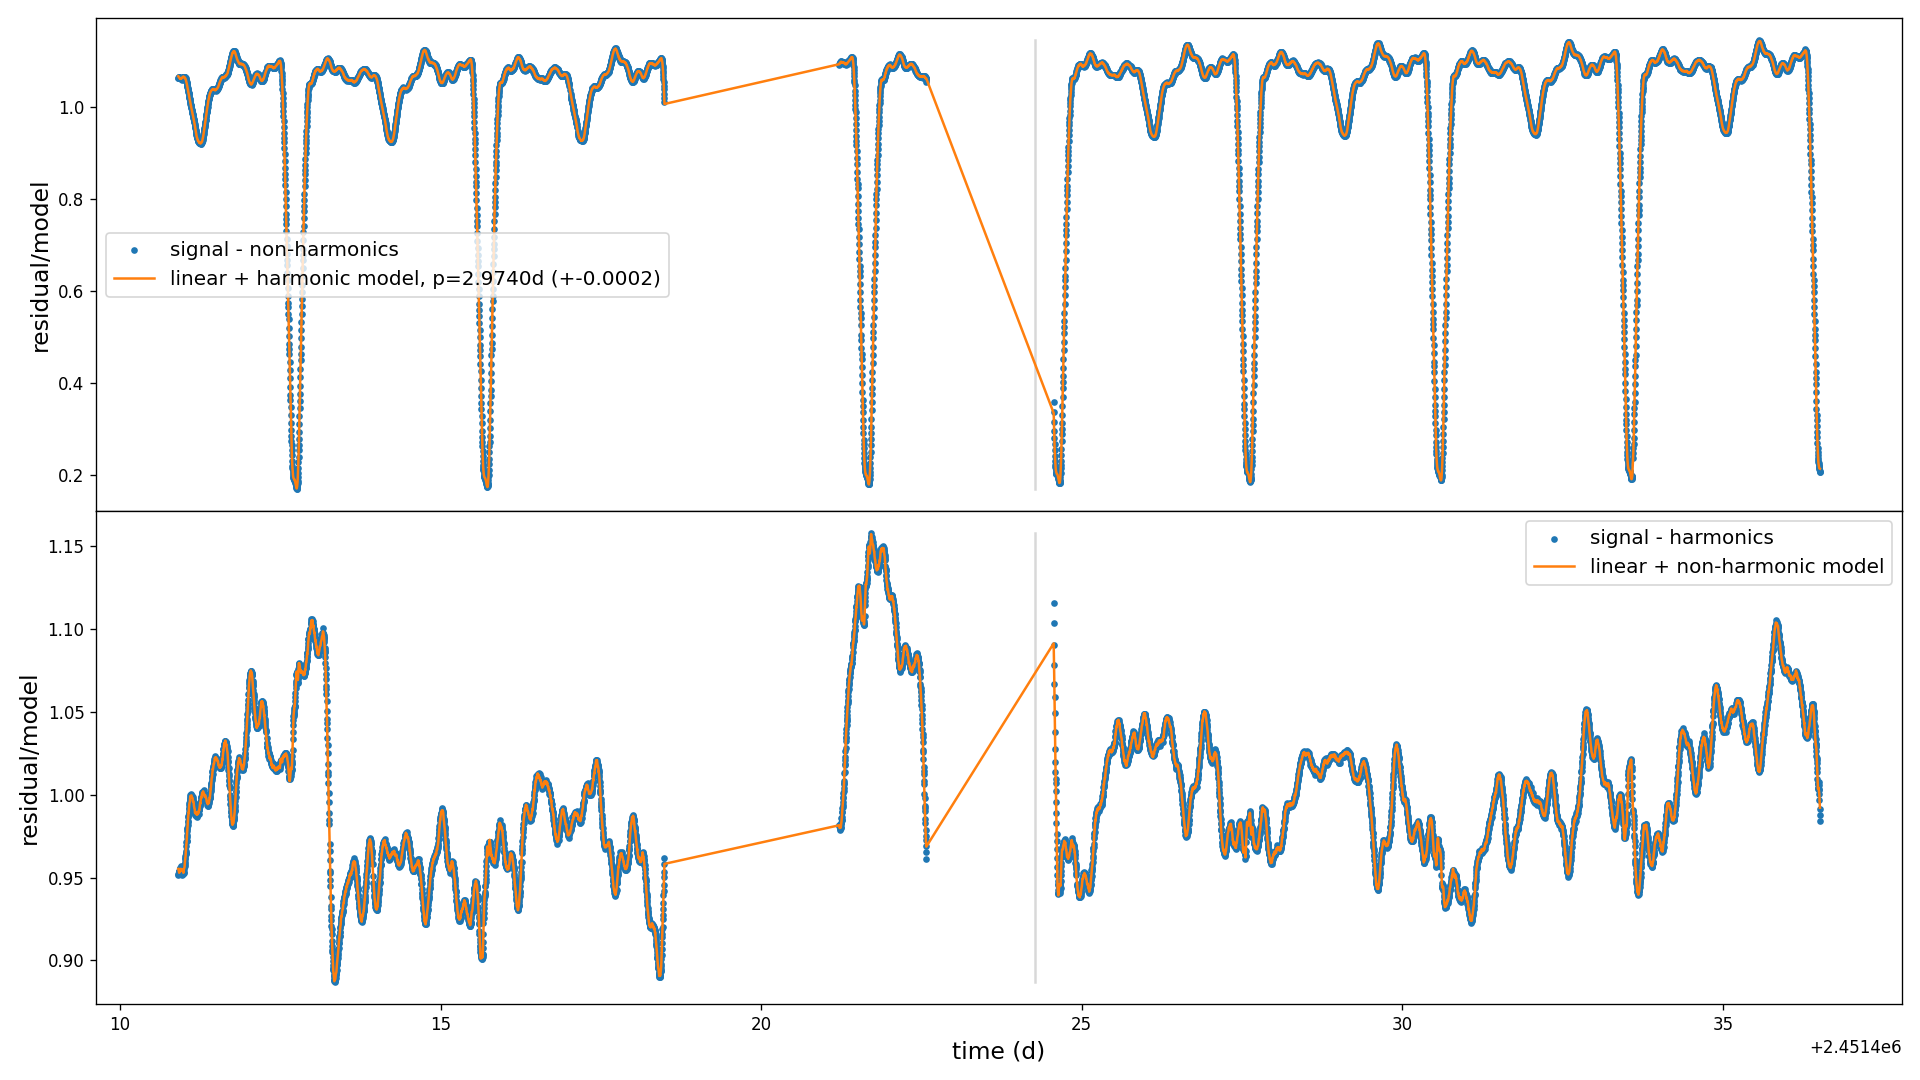 residual/model
1.0
0.8
0.6
0.4
0.2
signal - non-harmonics
linear + harmonic model, p=2.9740d (+-0.0002)
residual/model
1.15
1.10
1.05
1.00
0.95
0.90
signal - harmonics
linear + non-harmonic model
10 15 20 25 30 35
time (d)
+2.4514e6